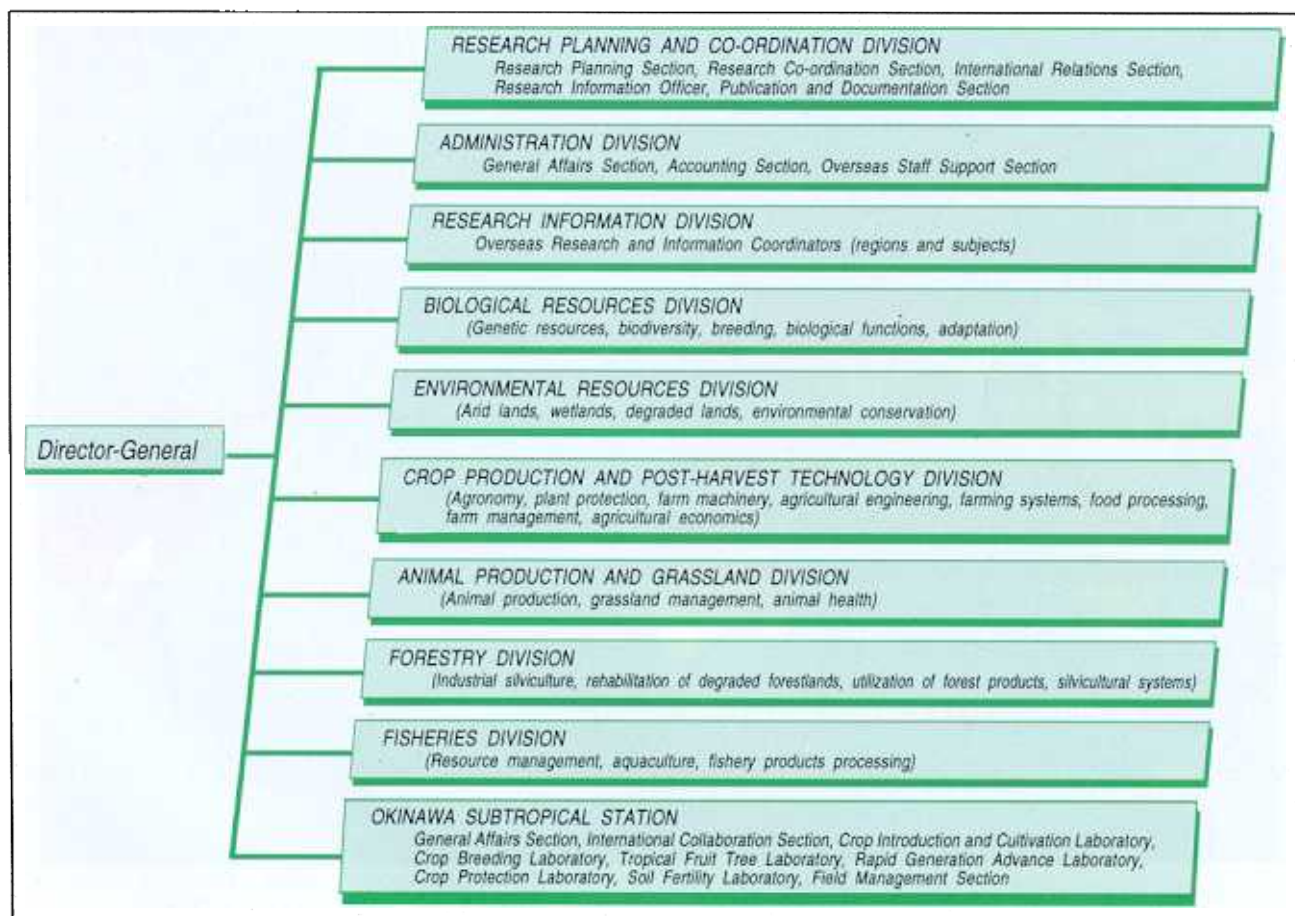 RESEARCH PLANNING AND CO-ORDINATION DIVISION
Research Planning Section, Research Co-ordination Section, International Relations Section,
Research Information Officer, Publication and Documentation Section
ADMINISTRATION DIVISION
General Affairs Section, Accounting Section, Overseas Staff Support Section
RESEARCH INFORMATION DIVISION
Overseas Research and Information Coordinators (regions and subjects)
BIOLOGICAL RESOURCES DIVISION
(Genetic resources, biodiversity, breeding, biological functions, adaptation)
ENVIRONMENTAL RESOURCES DIVISION
(Arid lands, wetlands, degraded lands, environmental conservation)
Director-General
CROP PRODUCTION AND POST-HARVEST TECHNOLOGY DIVISION
(Agronomy, plant protection, farm machinery, agricultural engineering, farming systems, food processing,
farm management, agricultural economics)
ANIMAL PRODUCTION AND GRASSLAND DIVISION
(Animal production, grassland management, animal health)
FORESTRY DIVISION
(Industrial silviculture, rehabilitation of degraded forestlands, utilization of forest products, silvicultural systems)
FISHERIES DIVISION
(Resource management, aquaculture, fishery products processing)
OKINAWA SUBTROPICAL STATION
General Affairs Section, International Collaboration Section, Crop Introduction and Cultivation Laboratory,
Crop Breeding Laboratory, Tropical Fruit Tree Laboratory, Rapid Generation Advance Laboratory,
Crop Protection Laboratory, Soil Fertility Laboratory, Field Management Section